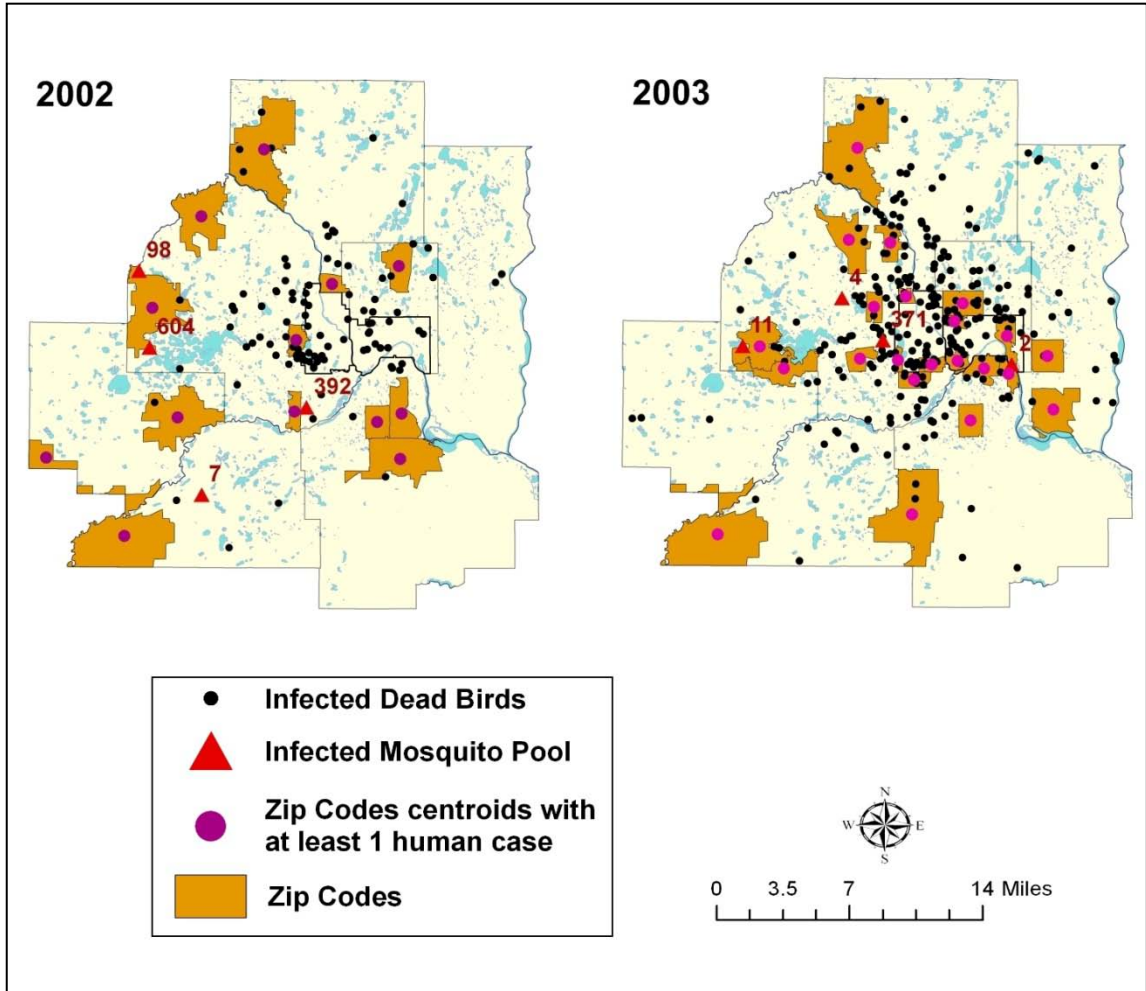 2002
2003
98
604
392
7
4
371
11
2
Infected Dead Birds
Infected Mosquito Pool
Zip Codes centroids with
at least 1 human case
Zip Codes
N
W
E
S
0 3.5 7 14 Miles